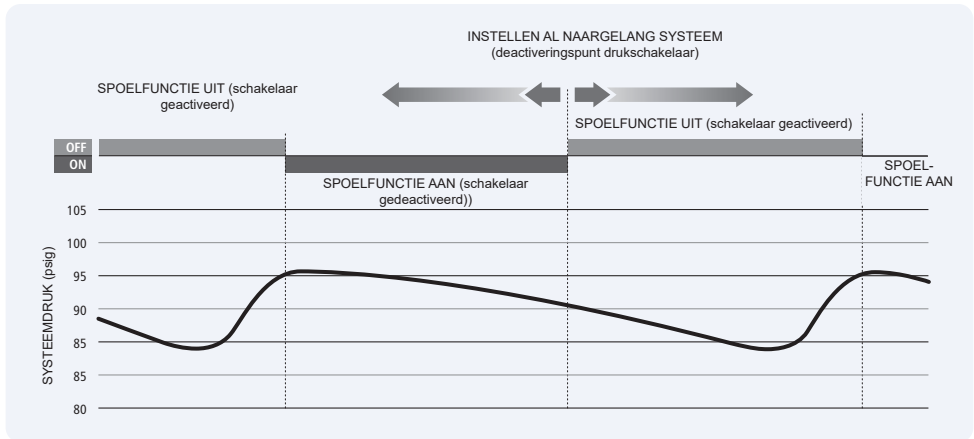 INSTELLEN AL NAARGELANG SYSTEEM
(deactiveringspunt drukschakelaar)
SPOELFUNCTIE UIT (schakelaar
geactiveerd)
SPOELFUNCTIE UIT (schakelaar geactiveerd)
OFF
ON
SPOELFUNCTIE AAN (schakelaar
gedeactiveerd))
SPOEL-
FUNCTIE AAN
SYSTEEMDRUK (psig)
105
100
95
90
85
85
80